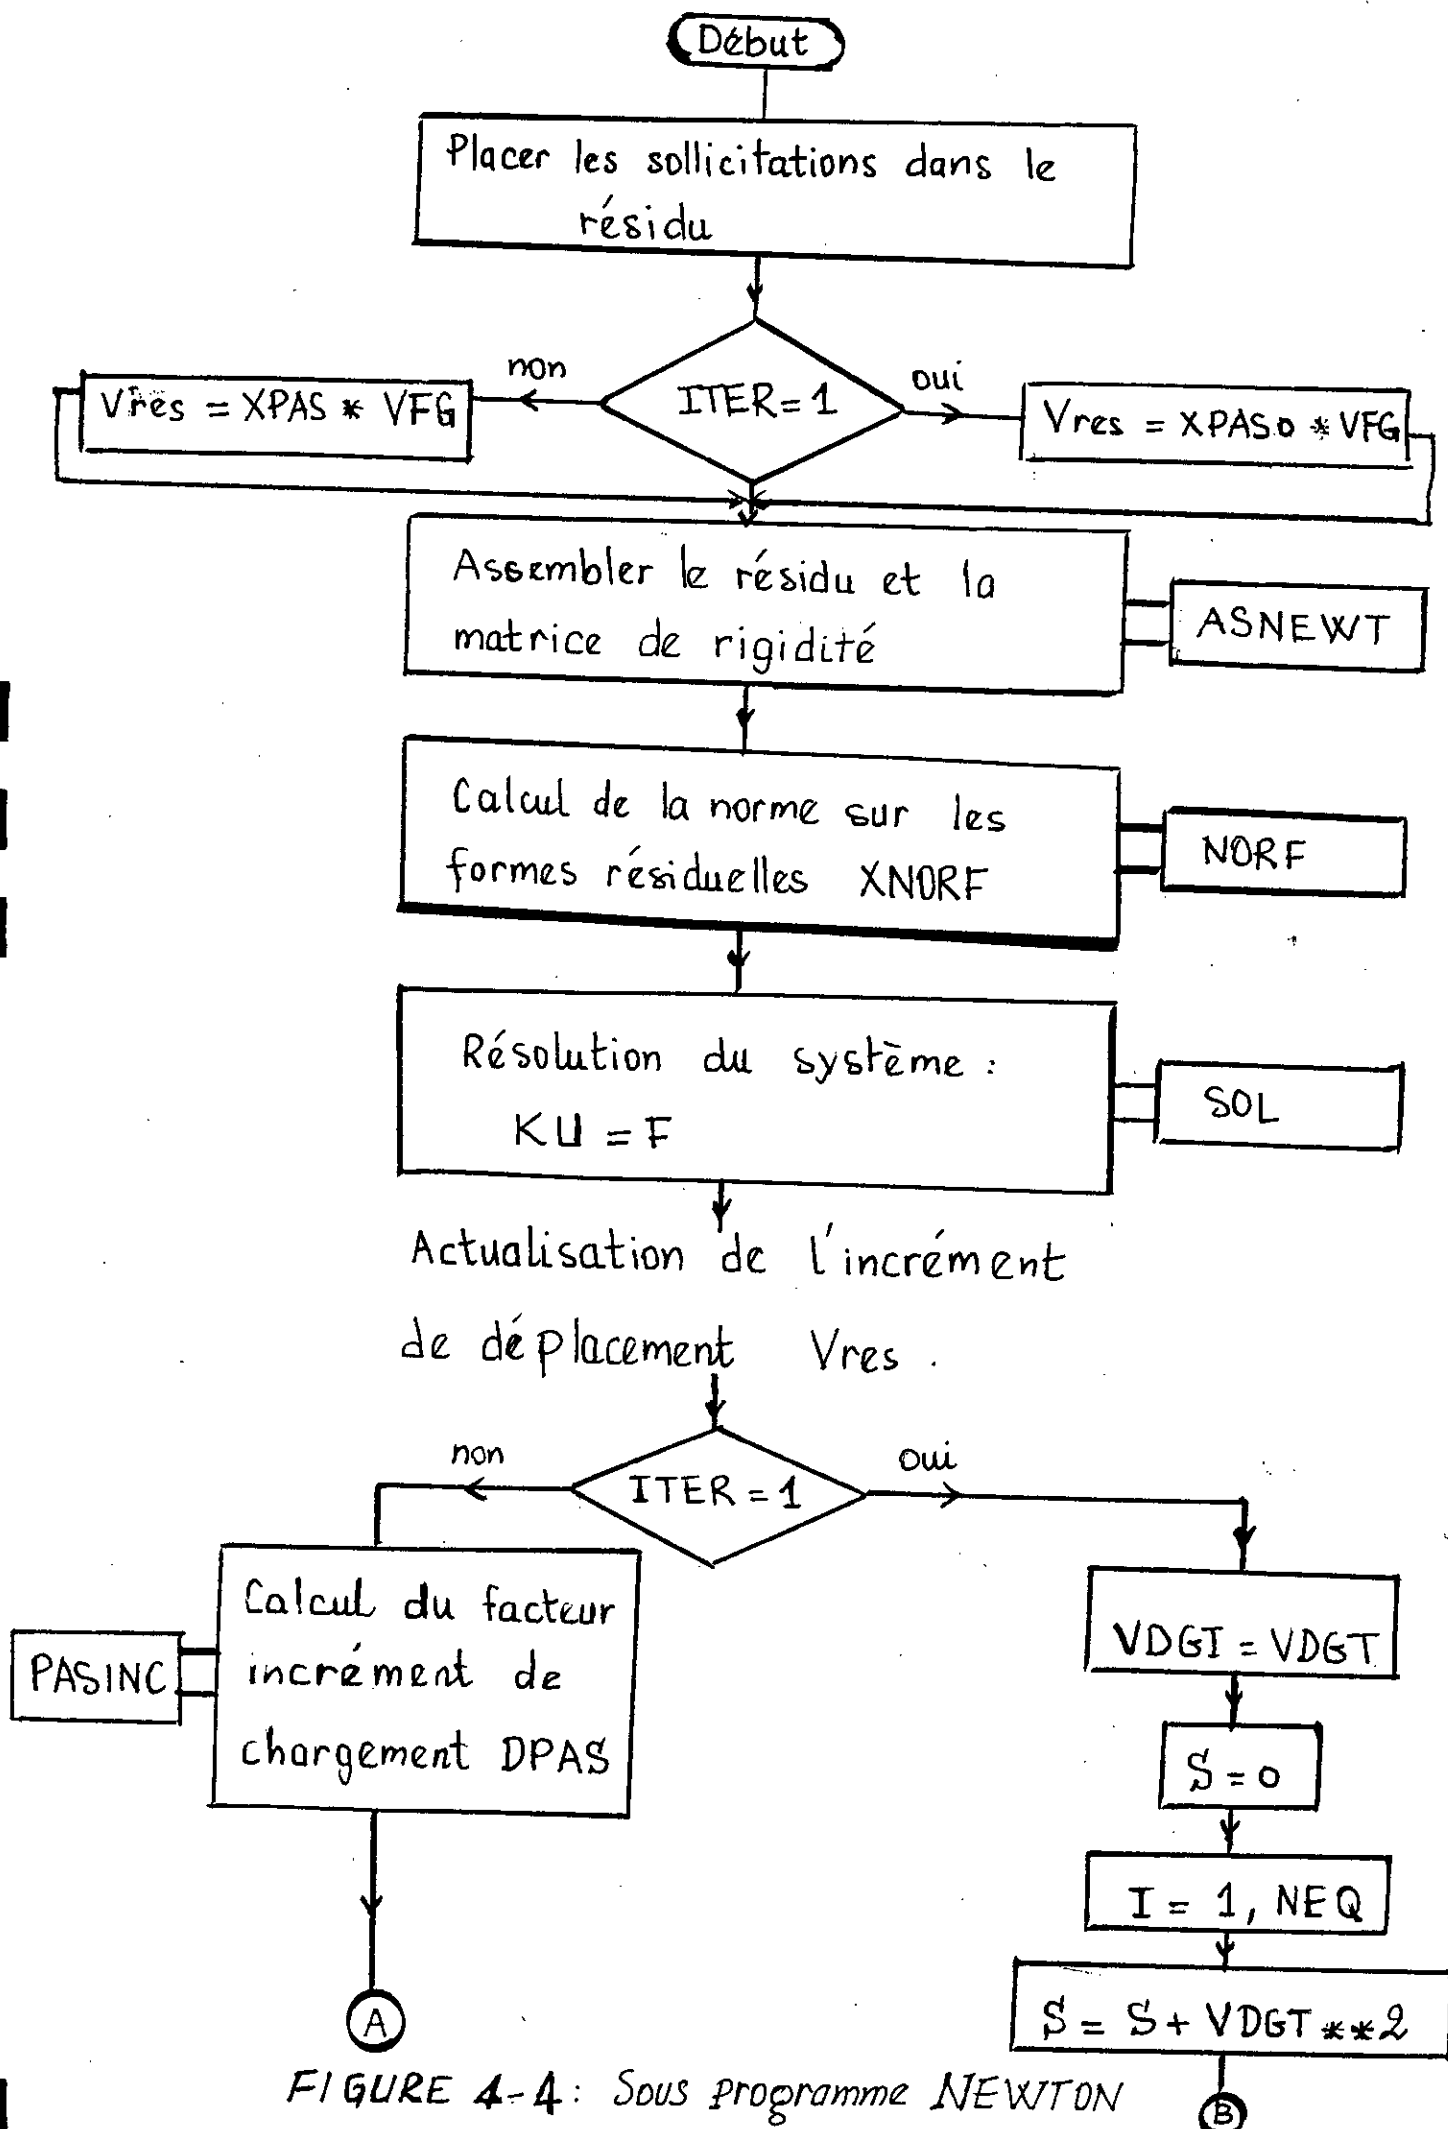 Début
Placer les sollicitations dans le
résidu
non
ITER = 1
oui
Vres = XPAS * VFG
Vres = XPASO * VFG
Assembler le résidu et la
matrice de rigidité
ASNEWT
Calcul de la norme sur les
formes résiduelles XNORF
NORF
Résolution du système :
KU = F
SOL
Actualisation de l'incrément
de déplacement Vres .
non
ITER = 1
oui
Calcul du facteur
incrément de
chargement DPAS
PASINC
VDGI = VDGT
S = 0
I = 1, NEQ
S = S + VDGT **2
A
B
FIGURE 4-4: Sous programme NEWTON